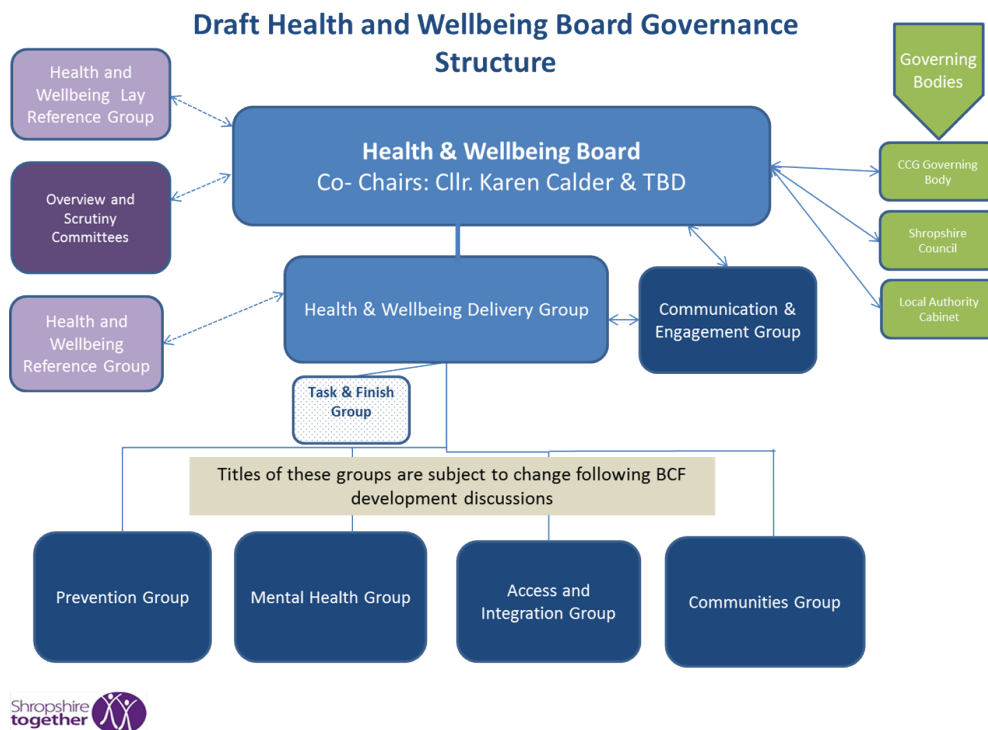 Draft Health and Wellbeing Board Governance
Structure
Health and
Wellbeing Lay
Reference Group
Governing
Bodies
Health & Wellbeing Board
Co- Chairs: Cllr. Karen Calder & TBD
CCG Governing
Body
Overview and
Scrutiny
Committees
Shropshire
Council
Health & Wellbeing Delivery Group
Communication &
Engagement Group
Local Authority
Cabinet
Health and
Wellbeing
Reference Group
Task & Finish
Group
Titles of these groups are subject to change following BCF
development discussions
Prevention Group
Mental Health Group
Access and
Integration Group
Communities Group
Shropshire
together